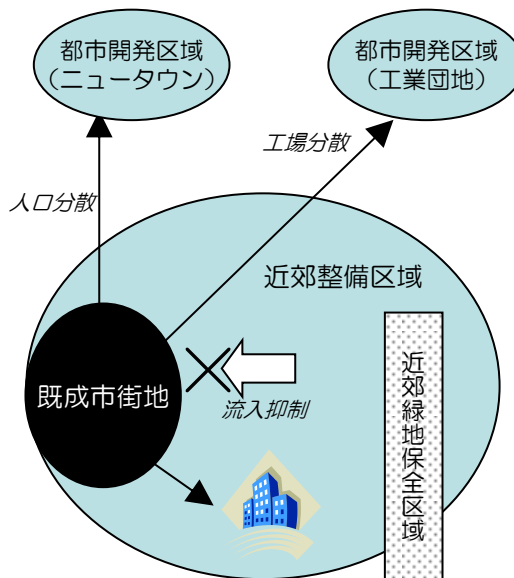 都市開発区域
（ニュータウン）
都市開発区域
（工業団地）
工場分散
人口分散
近郊整備区域
既成市街地
流入抑制
近郊緑地保全区域